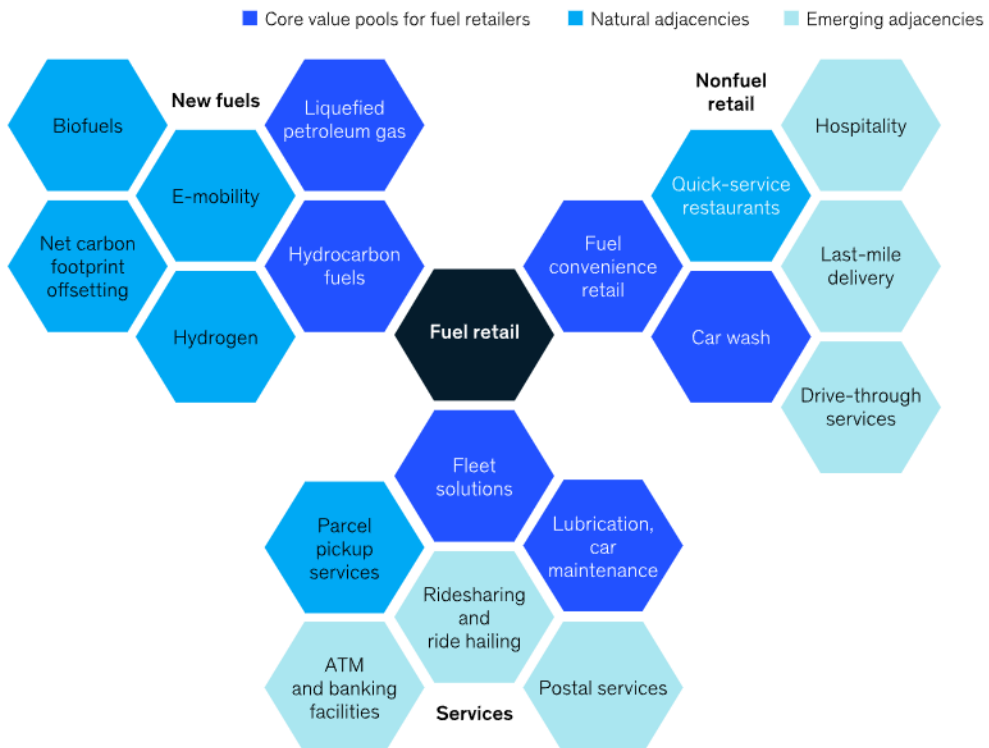 Core value pools for fuel retailers
Natural adjacencies
Emerging adjacencies
New fuels
Biofuels
Liquefied
petroleum gas
E-mobility
Net carbon
footprint
offsetting
Hydrocarbon
fuels
Hydrogen
Fuel retail
Nonfuel
retail
Hospitality
Quick-service
restaurants
Fuel
convenience
retail
Last-mile
delivery
Car wash
Drive-through
services
Fleet
solutions
Parcel
pickup
services
Lubrication,
car
maintenance
Ridesharing
and
ride hailing
ATM
and banking
facilities
Postal services
Services